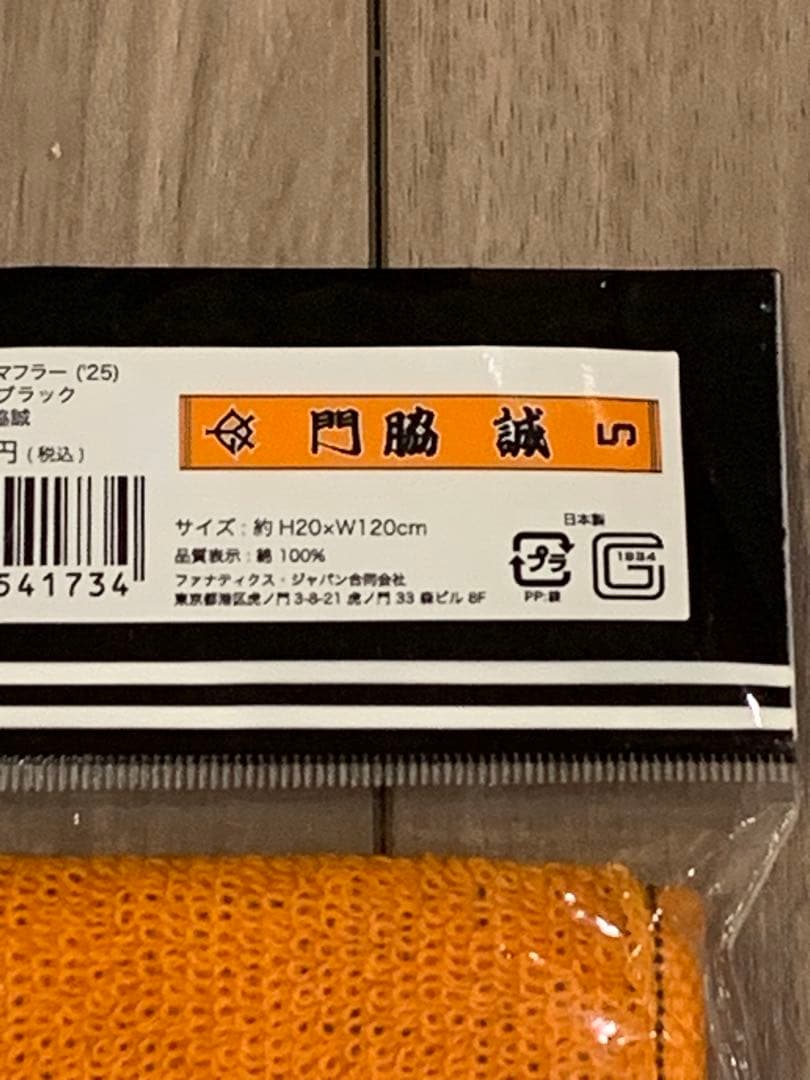 マフラー ('25)
ブラック
脇誠
円 (税込)
541734
門脇 誠 5
サイズ : 約 H20×W120cm
品質表示 : 綿 100%
ファナティクス・ジャパン合同会社
東京都港区虎ノ門 3-8-21 虎ノ門 33 森ビル 8F
日本製
プラ
PP:袋
1934
G